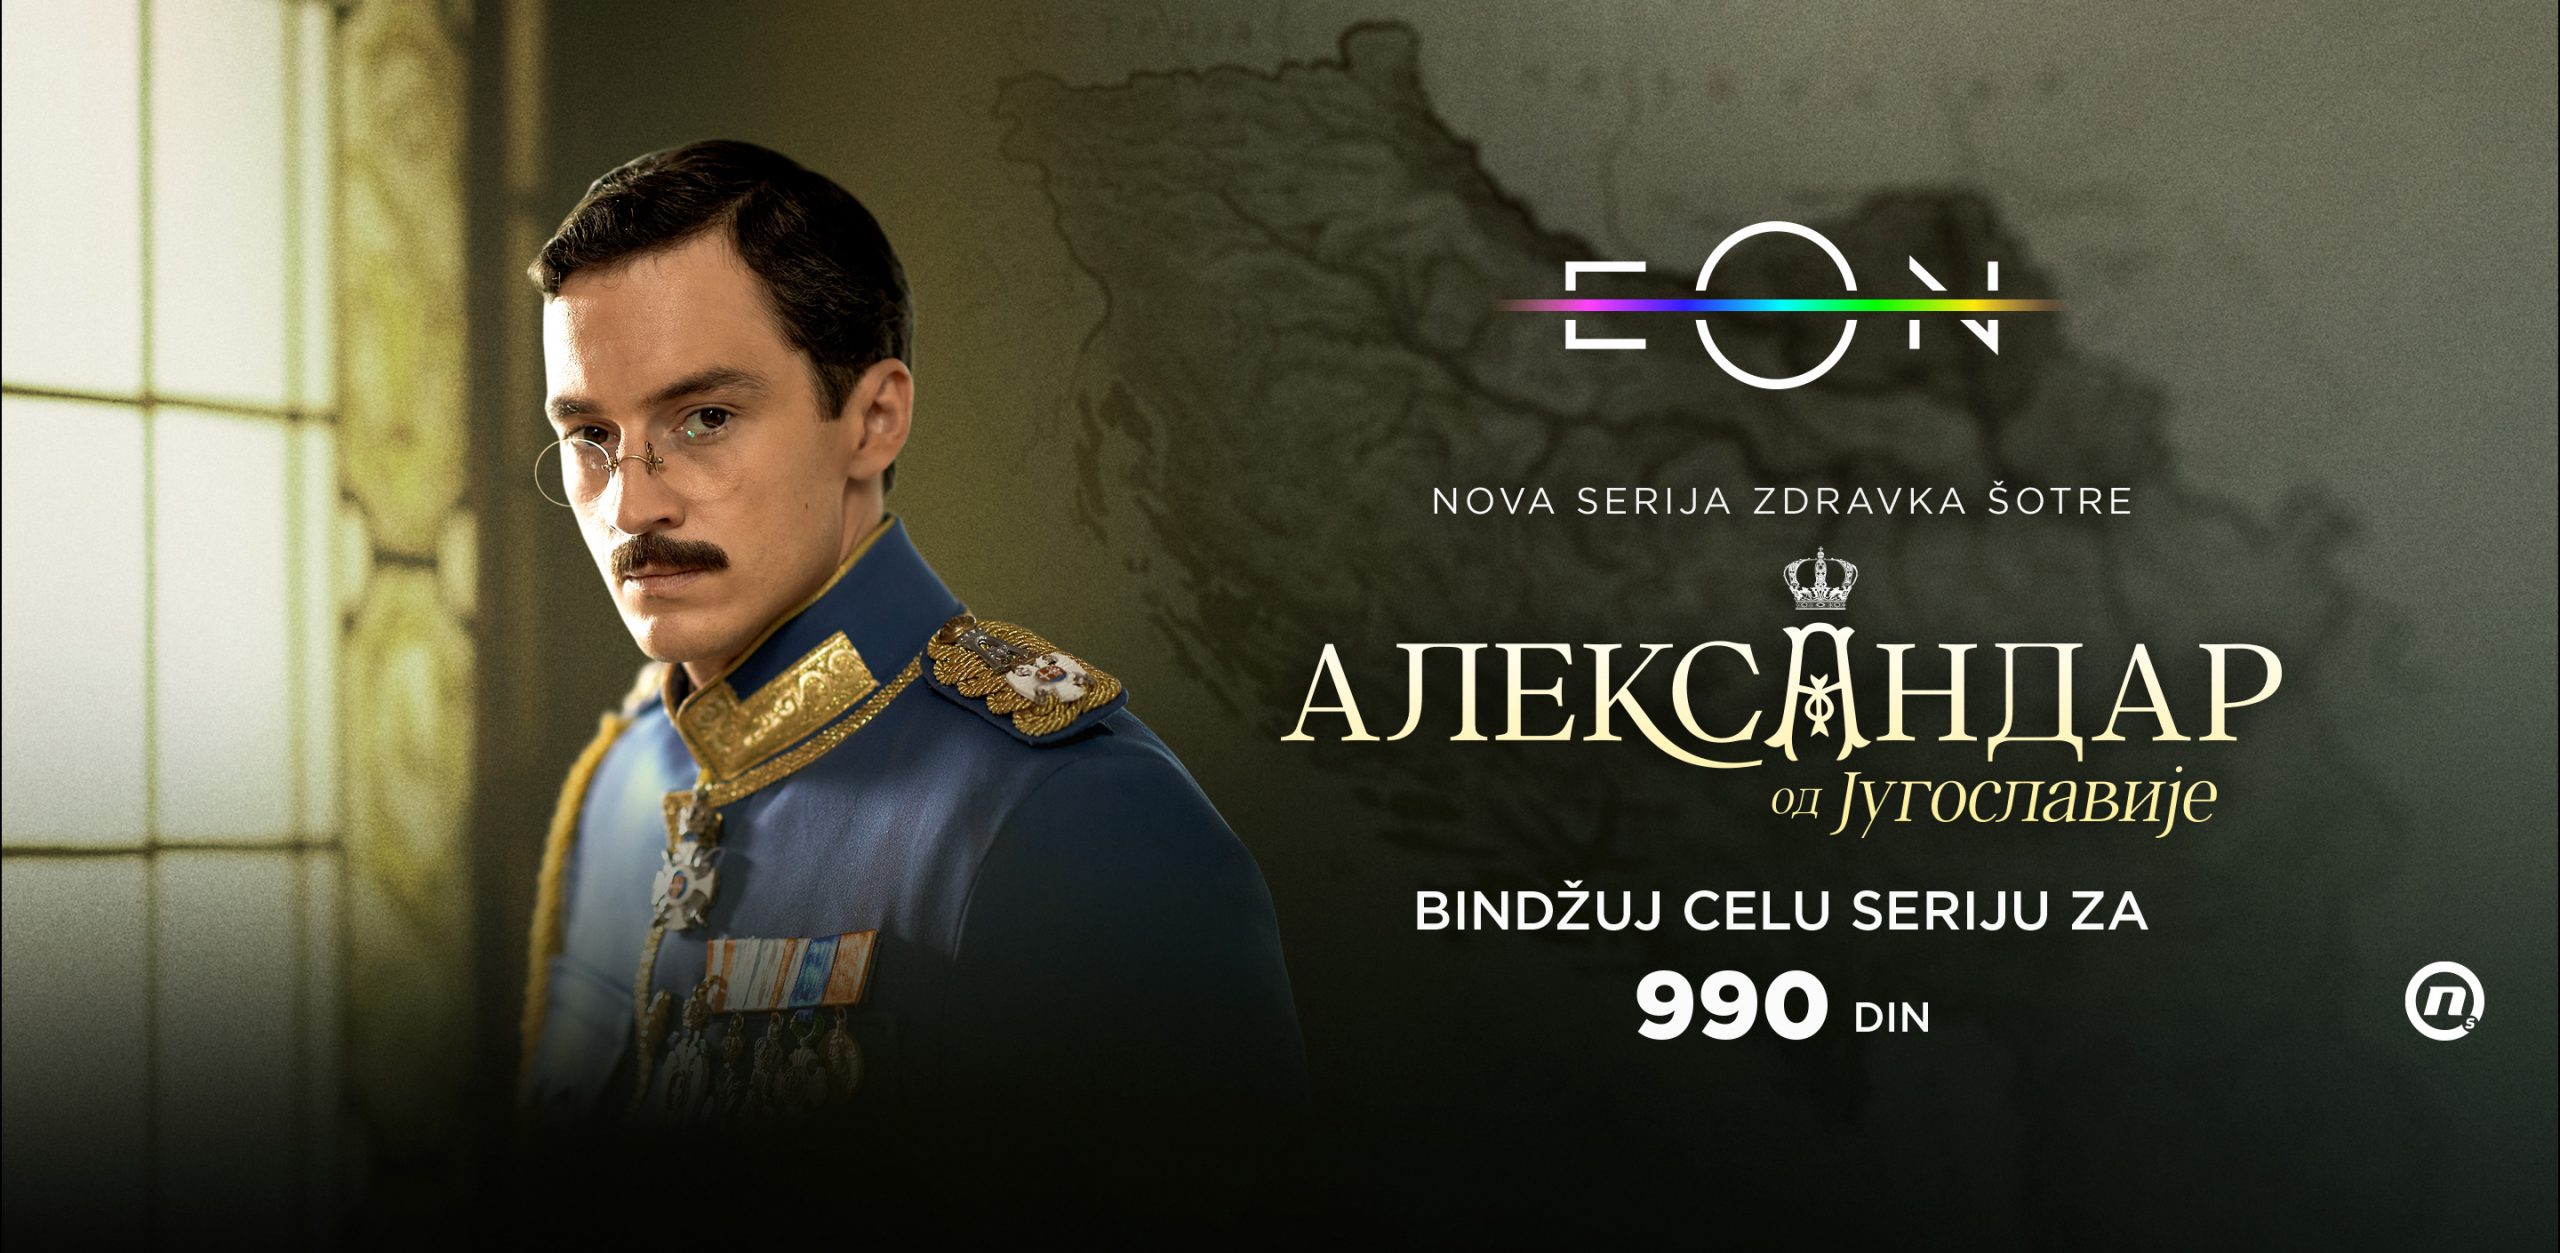 EON
NOVA SERIJA ZDRAVKA ŠOTRE
АЛЕКСАНДАР
од Југославије
BINDŽUJ CELU SERIJU ZA
990 DIN
n s